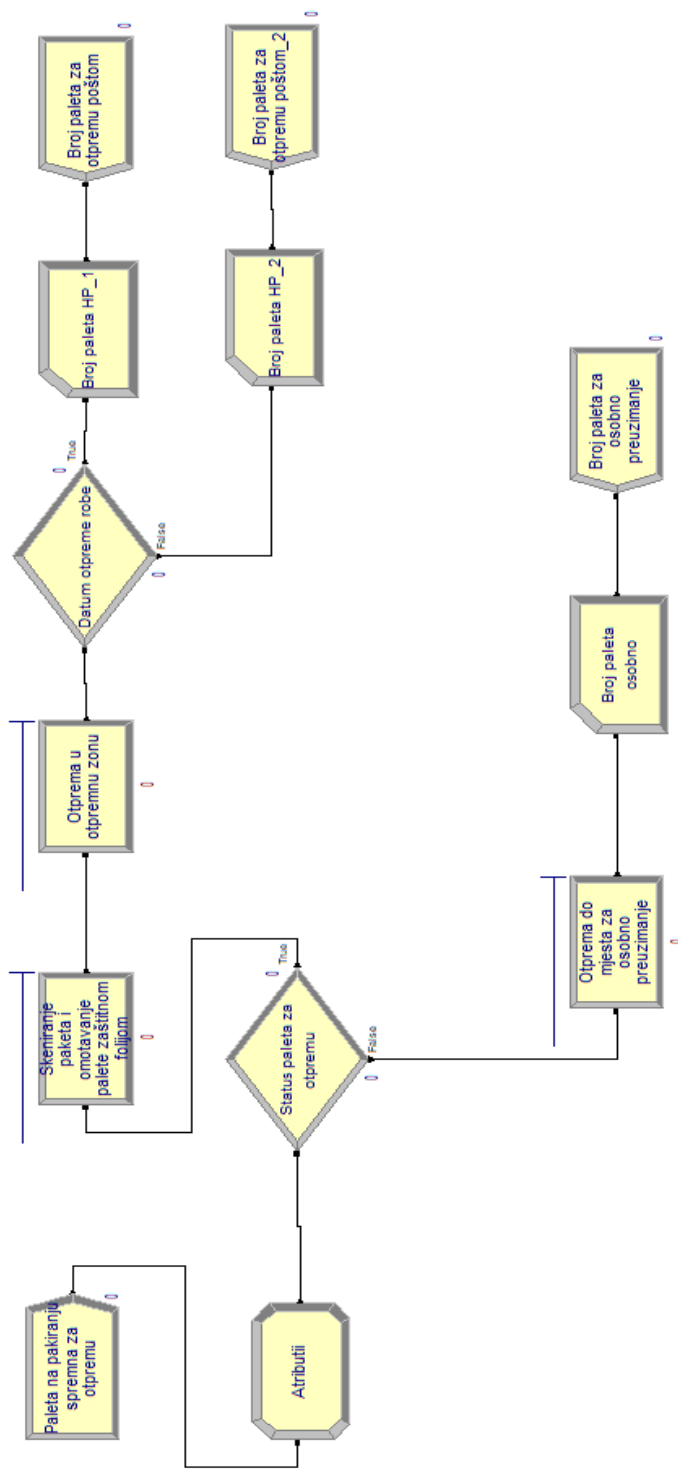 Paleta na pakiranju
spremna za
otpremu
0
Atributii
Status paleta za
otpremu
0
True
0
False
Skeniranje
paketa i
omotavanje
palete zaštitnom
folijom
0
Otprema u
otpremnu zonu
0
Datum otpreme robe
0
True
0
False
Broj paleta HP_1
Broj paleta za
otpremu poštom
0
Broj paleta HP_2
Broj paleta za
otpremu poštom_2
0
Otprema do
mjesta za
osobno
preuzimanje
0
Broj paleta
osobno
Broj paleta za
osobno
preuzimanje
0